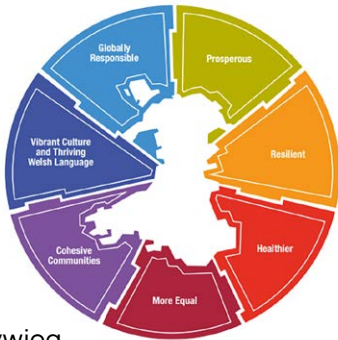 Globally
Responsible
Prosperous
Resilient
Healthier
More Equal
Cohesive
Communities
Vibrant Culture
and Thriving
Welsh Language